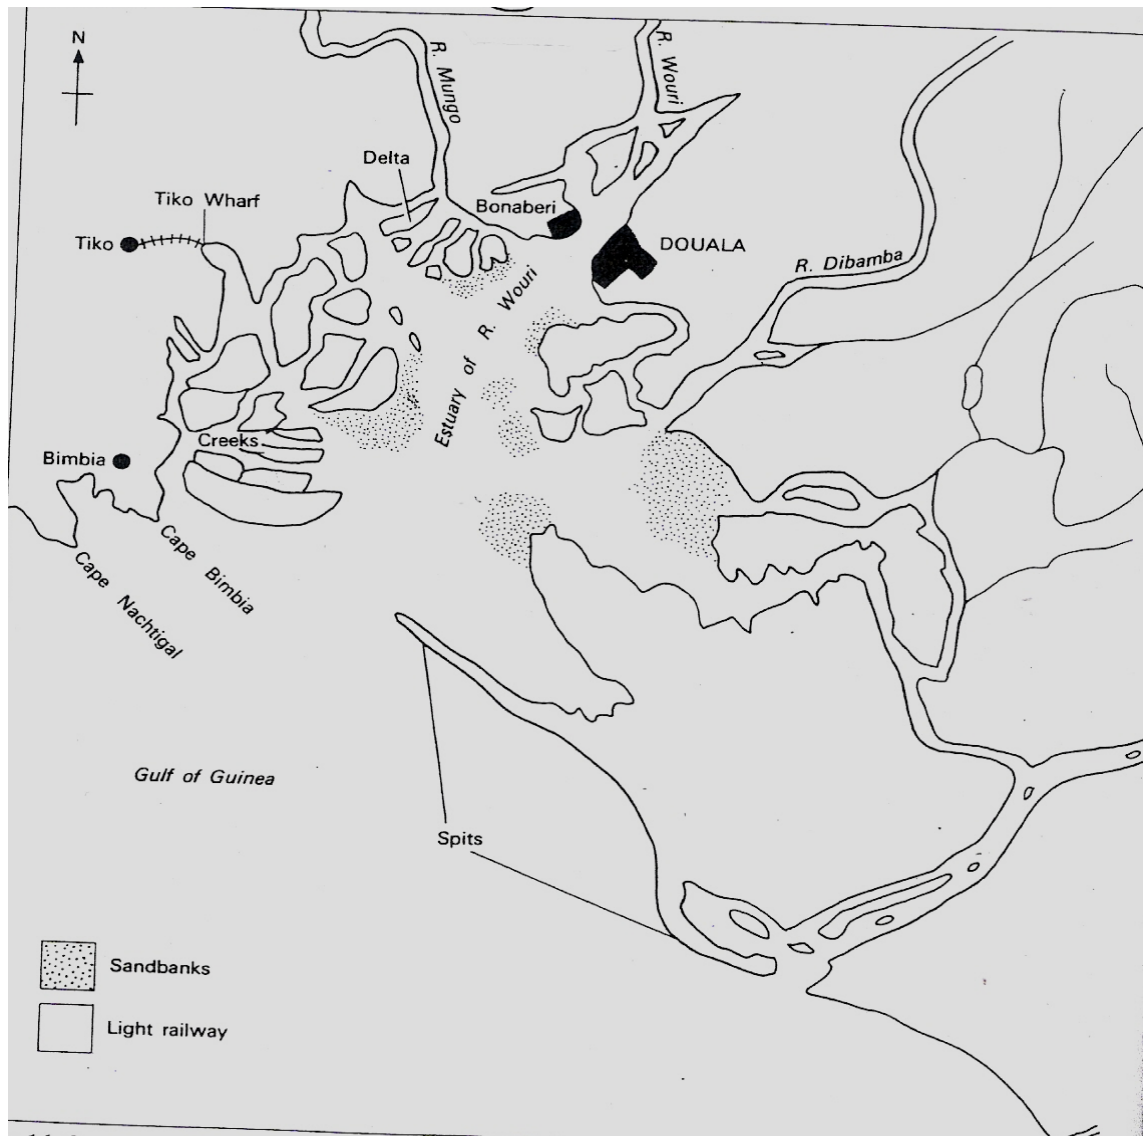 N
R. Mungo
R. Wouri
Delta
Tiko Wharf
Bonaberi
Tiko
DOUALA
R. Dibamba
Estuary of R. Wouri
Creeks
Bimbia
Cape Bimbia
Cape Nachtigal
Gulf of Guinea
Spits
Sandbanks
Light railway